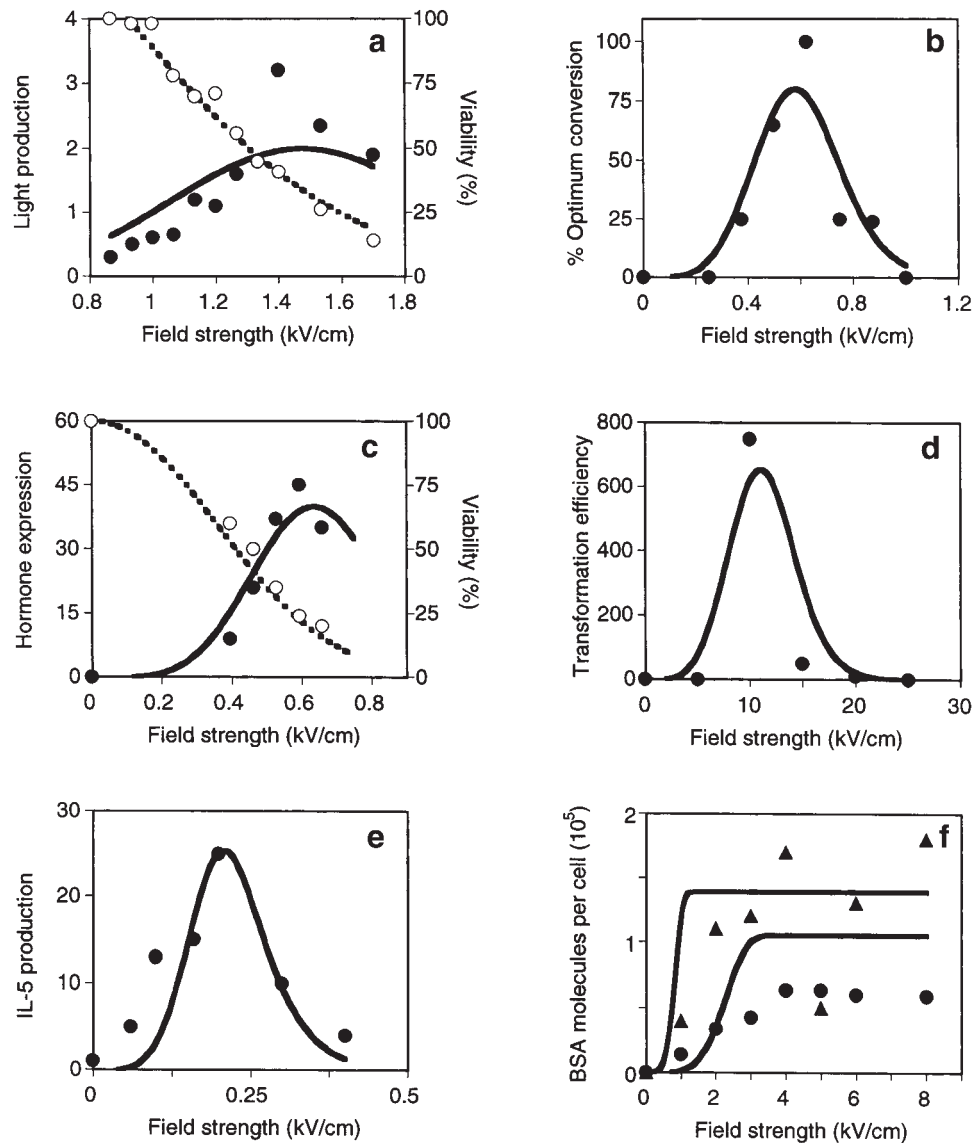 a
4
3
2
1
0
100
75
50
25
0
Light production
Viability (%)
0.8 1 1.2 1.4 1.6 1.8
Field strength (kV/cm)
b
100
75
50
25
0
% Optimum conversion
0 0.4 0.8 1.2
Field strength (kV/cm)
c
60
45
30
15
0
100
75
50
25
0
Hormone expression
Viability (%)
0 0.2 0.4 0.6 0.8
Field strength (kV/cm)
d
800
600
400
200
0
Transformation efficiency
0 10 20 30
Field strength (kV/cm)
e
30
20
10
0
IL-5 production
0 0.25 0.5
Field strength (kV/cm)
f
2
1
0
BSA molecules per cell (10⁵)
0 2 4 6 8
Field strength (kV/cm)